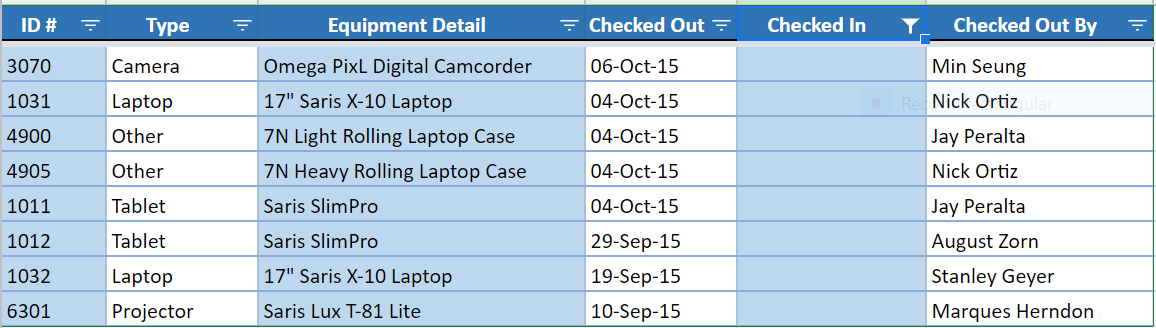 ID # Type Equipment Detail Checked Out Checked In Checked Out By
3070 Camera Omega PixL Digital Camcorder 06-Oct-15 Min Seung
1031 Laptop 17" Saris X-10 Laptop 04-Oct-15 Nick Ortiz
4900 Other 7N Light Rolling Laptop Case 04-Oct-15 Jay Peralta
4905 Other 7N Heavy Rolling Laptop Case 04-Oct-15 Nick Ortiz
1011 Tablet Saris SlimPro 04-Oct-15 Jay Peralta
1012 Tablet Saris SlimPro 29-Sep-15 August Zorn
1032 Laptop 17" Saris X-10 Laptop 19-Sep-15 Stanley Geyer
6301 Projector Saris Lux T-81 Lite 10-Sep-15 Marques Herndon